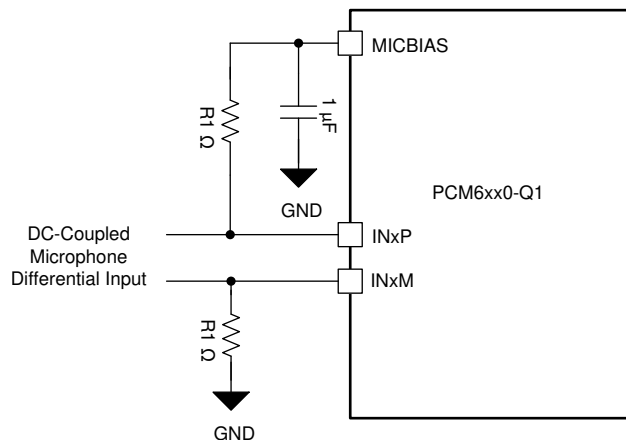 MICBIAS
R1 Ω
1 µF
PCM6xx0-Q1
GND
DC-Coupled
Microphone
Differential Input
INxP
INxM
R1 Ω
GND